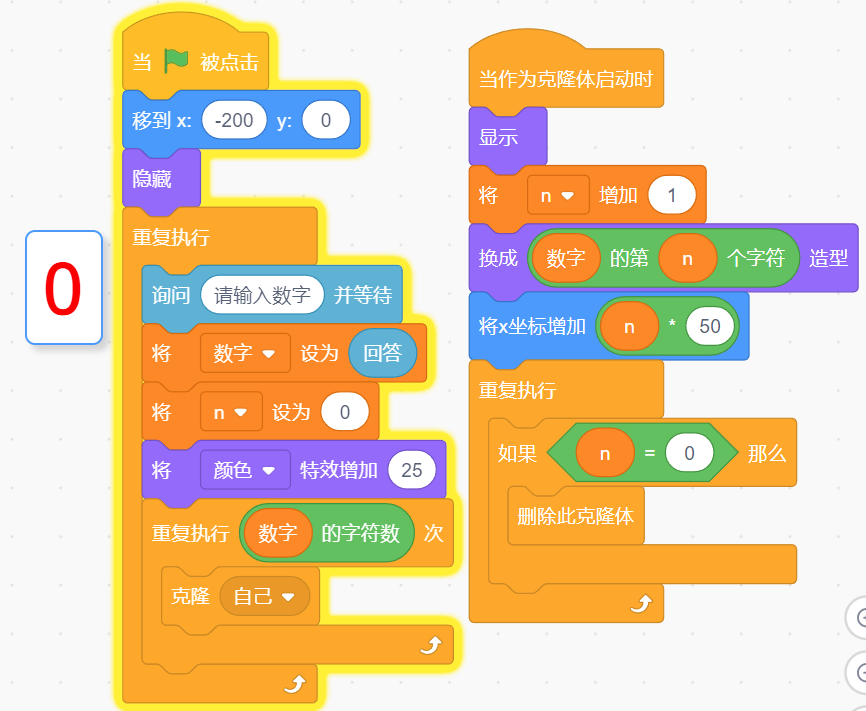 当 被点击
移到 x: -200 y: 0
隐藏
重复执行
询问 请输入数字 并等待
将 数字 设为 回答
将 n 设为 0
将 颜色 特效增加 25
重复执行 数字 的字符数 次
克隆 自己
0
当作为克隆体启动时
显示
将 n 增加 1
换成 数字 的第 n 个字符 造型
将x坐标增加 n * 50
重复执行
如果 n = 0 那么
删除此克隆体